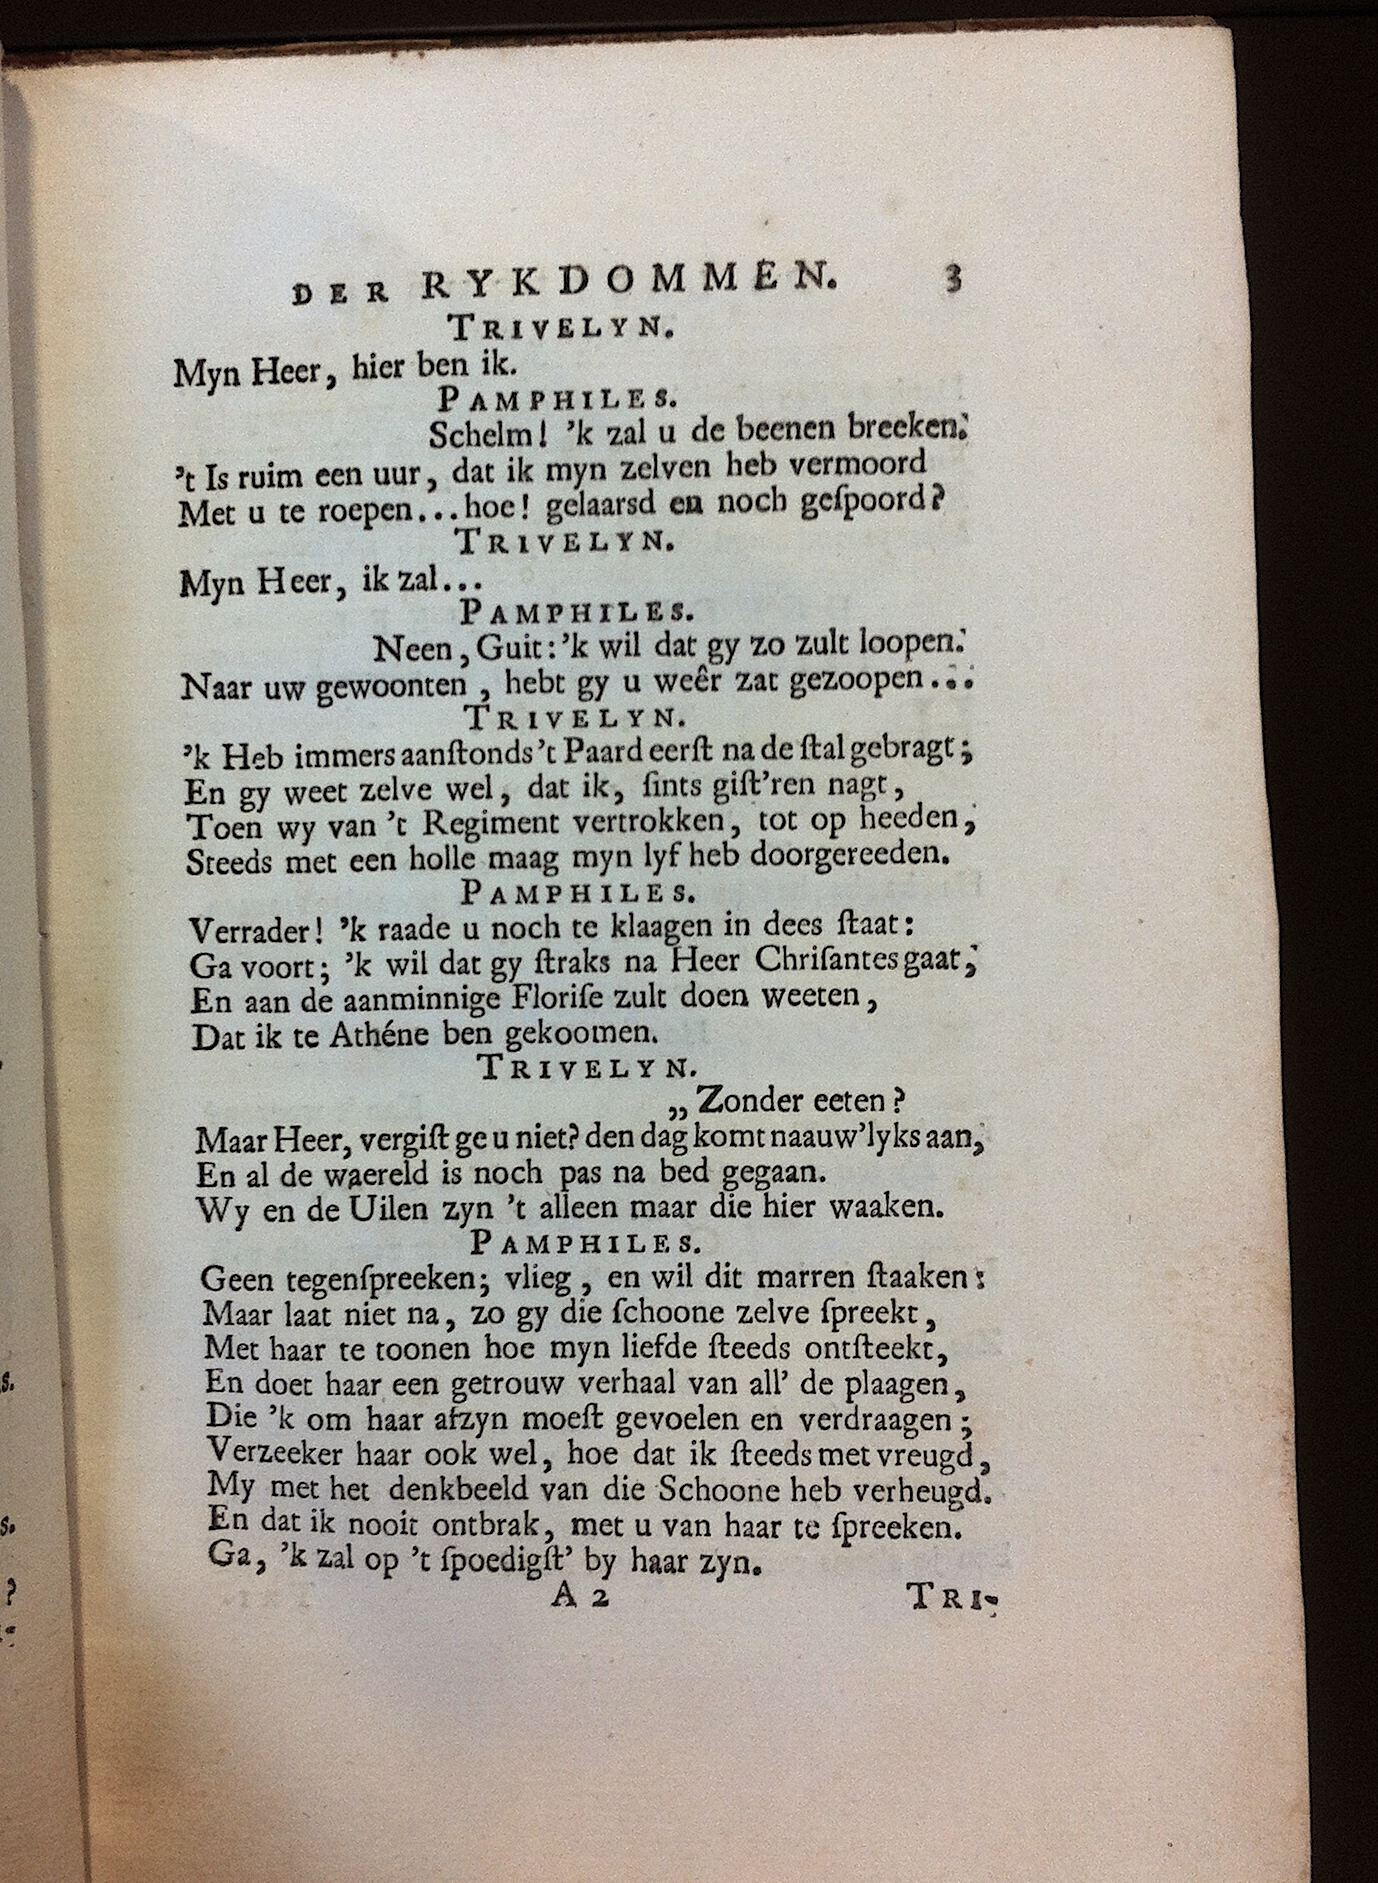 DER RYKDOMMEN. 3
TRIVELYN.
Myn Heer, hier ben ik.
PAMPHILES.
Schelm! ’k zal u de beenen breeken.
’t Is ruim een uur, dat ik myn zelven heb vermoord
Met u te roepen...hoe! gelaarsd en noch geſpoord?
TRIVELYN.
Myn Heer, ik zal...
PAMPHILES.
Neen, Guit: ’k wil dat gy zo zult loopen.
Naar uw gewoonten, hebt gy u weêr zat gezoopen...
TRIVELYN.
’k Heb immers aanſtonds ’t Paard eerſt na de ſtal gebragt;
En gy weet zelve wel, dat ik, ſints giſt’ren nagt,
Toen wy van ’t Regiment vertrokken, tot op heeden,
Steeds met een holle maag myn lyf heb doorgereeden.
PAMPHILES.
Verrader! ’k raade u noch te klaagen in dees ſtaat:
Ga voort; ’k wil dat gy ſtraks na Heer Chriſantes gaat;
En aan de aanminnige Floriſe zult doen weeten,
Dat ik te Athéne ben gekoomen.
TRIVELYN.
„Zonder eeten?
Maar Heer, vergiſt ge u niet? den dag komt naauw’lyks aan,
En al de waereld is noch pas na bed gegaan.
Wy en de Uilen zyn ’t alleen maar die hier waaken.
PAMPHILES.
Geen tegenſpreeken; vlieg, en wil dit marren ſtaaken:
Maar laat niet na, zo gy die ſchoone zelve ſpreekt,
Met haar te toonen hoe myn liefde ſteeds ontſteekt,
En doet haar een getrouw verhaal van all’ de plaagen,
Die ’k om haar afzyn moeſt gevoelen en verdraagen;
Verzeeker haar ook wel, hoe dat ik ſteeds met vreugd,
My met het denkbeeld van die Schoone heb verheugd.
En dat ik nooit ontbrak, met u van haar te ſpreeken.
Ga, ’k zal op ’t ſpoedigſt’ by haar zyn.
A 2 TRI-